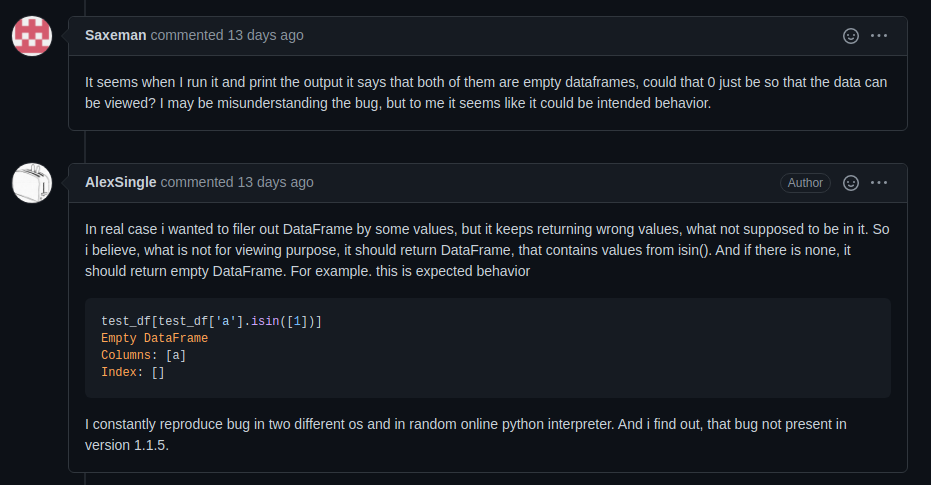 Saxeman commented 13 days ago
It seems when I run it and print the output it says that both of them are empty dataframes, could that 0 just be so that the data can
be viewed? I may be misunderstanding the bug, but to me it seems like it could be intended behavior.
AlexSingle commented 13 days ago Author
In real case i wanted to filer out DataFrame by some values, but it keeps returning wrong values, what not supposed to be in it. So
i believe, what is not for viewing purpose, it should return DataFrame, that contains values from isin(). And if there is none, it
should return empty DataFrame. For example. this is expected behavior
test_df[test_df['a'].isin([1])]
Empty DataFrame
Columns: [a]
Index: []
I constantly reproduce bug in two different os and in random online python interpreter. And i find out, that bug not present in
version 1.1.5.